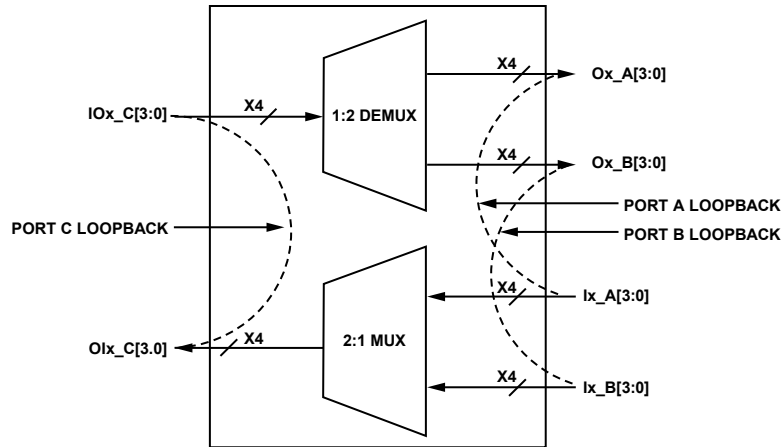 X4
Ox_A[3:0]
IOx_C[3:0]
X4
1:2 DEMUX
X4
Ox_B[3:0]
PORT A LOOPBACK
PORT C LOOPBACK
PORT B LOOPBACK
X4
Ix_A[3:0]
OIx_C[3.0]
X4
2:1 MUX
X4
Ix_B[3:0]